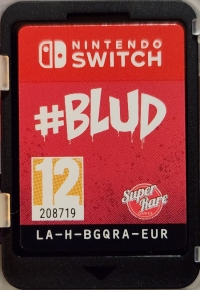 NINTENDO
SWITCH
#BLUD
12
208719
Super
Rare
LA-H-BGQRA-EUR